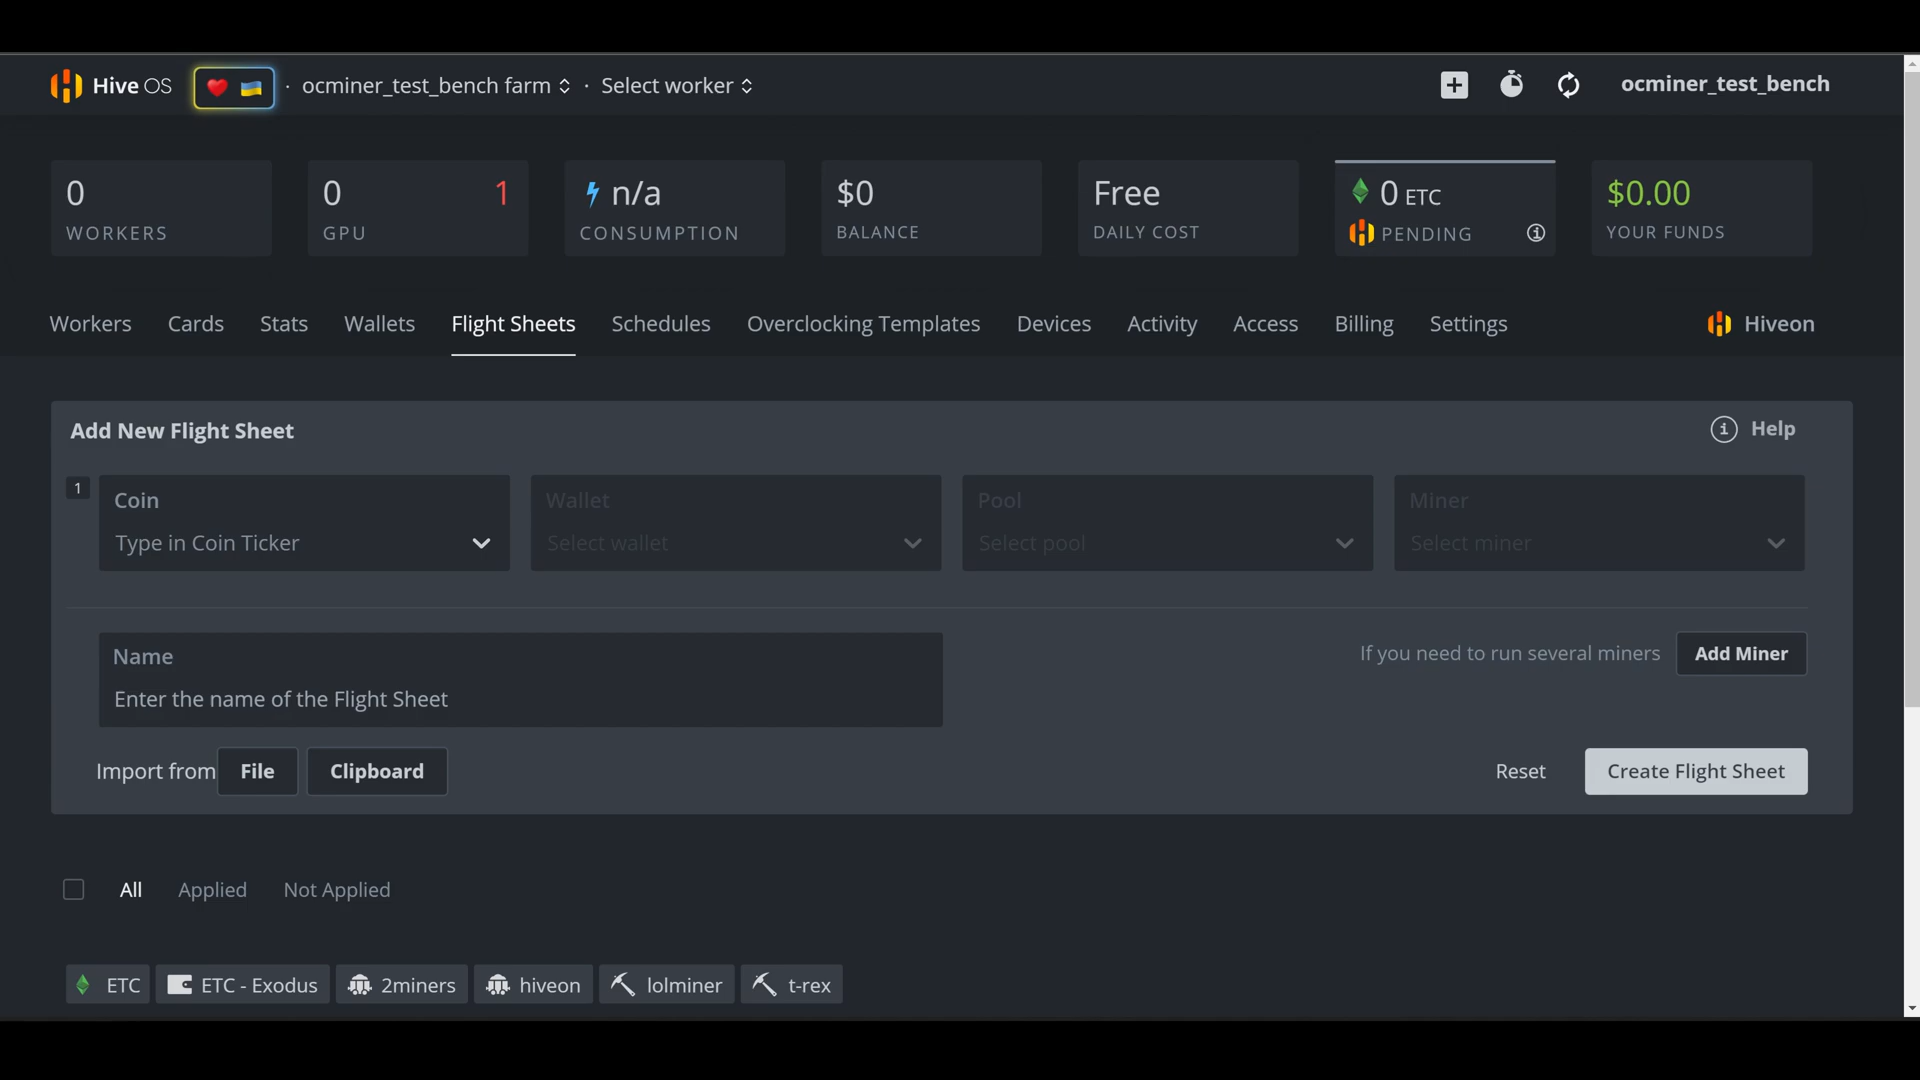 Hive OS · ocminer_test_bench farm · Select worker ocminer_test_bench
0 0 1 n/a $0 Free 0 ETC $0.00
WORKERS GPU CONSUMPTION BALANCE DAILY COST PENDING YOUR FUNDS
Workers Cards Stats Wallets Flight Sheets Schedules Overclocking Templates Devices Activity Access Billing Settings Hiveon
Add New Flight Sheet Help
1 Coin Wallet Pool Miner
Type in Coin Ticker Select wallet Select pool Select miner
Name
If you need to run several miners Add Miner
Enter the name of the Flight Sheet
Import from File Clipboard Reset Create Flight Sheet
All Applied Not Applied
ETC ETC - Exodus 2miners hiveon lolminer t-rex